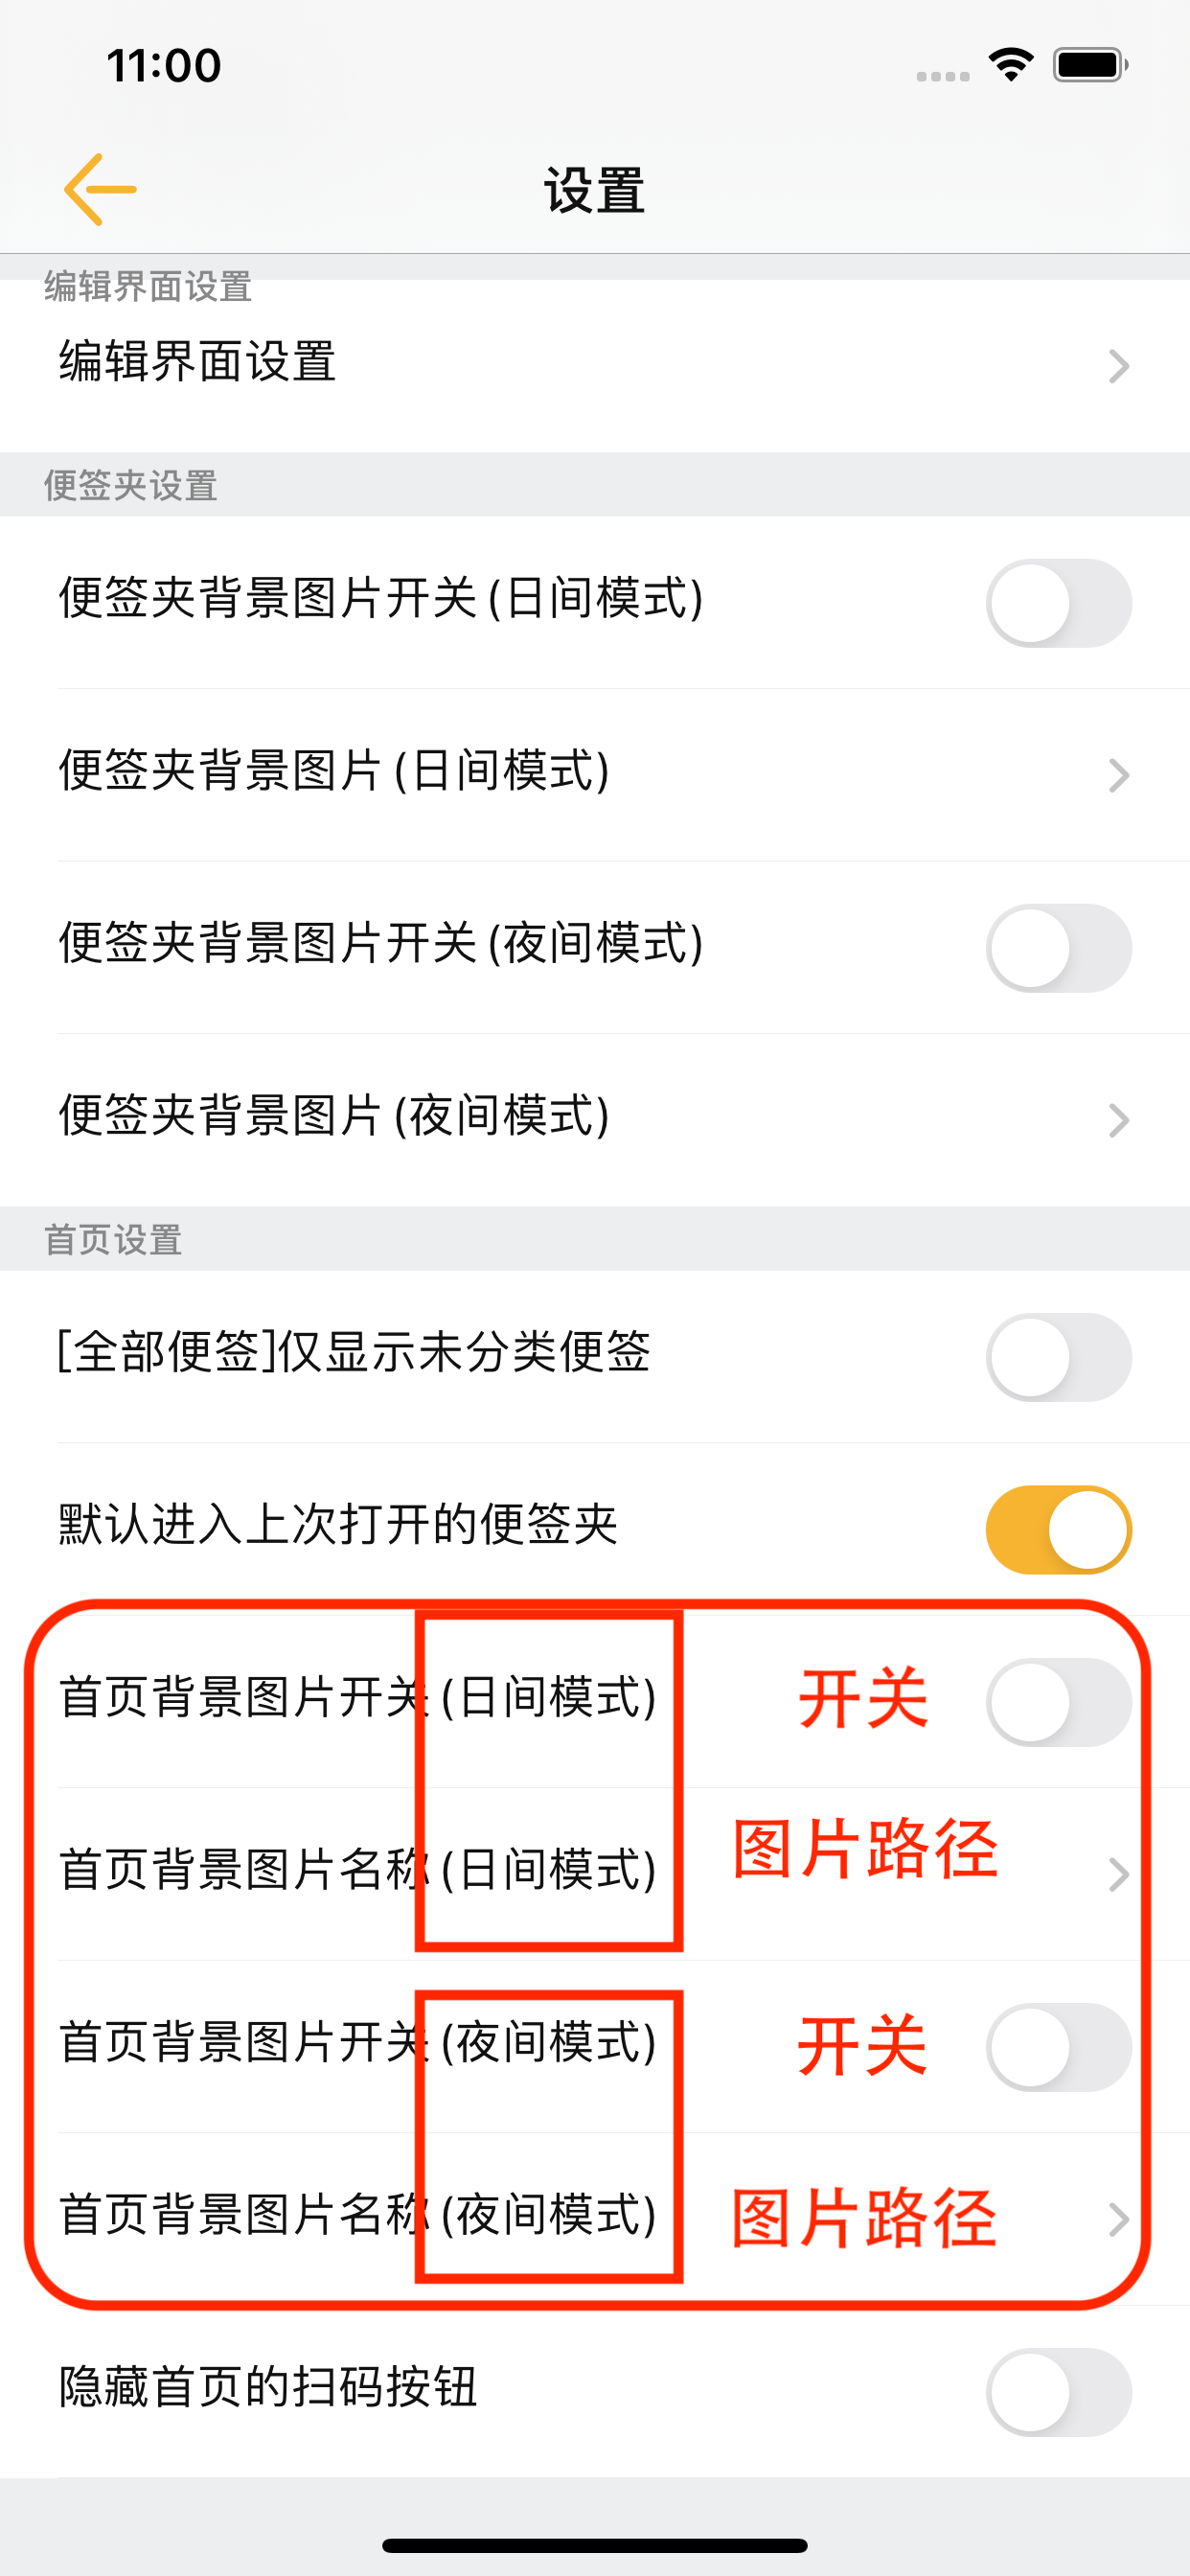 11:00
设置
编辑界面设置
编辑界面设置
便签夹设置
便签夹背景图片开关(日间模式)
便签夹背景图片(日间模式)
便签夹背景图片开关(夜间模式)
便签夹背景图片(夜间模式)
首页设置
[全部便签]仅显示未分类便签
默认进入上次打开的便签夹
首页背景图片开关(日间模式) 开关
首页背景图片名称(日间模式) 图片路径
首页背景图片开关(夜间模式) 开关
首页背景图片名称(夜间模式) 图片路径
隐藏首页的扫码按钮